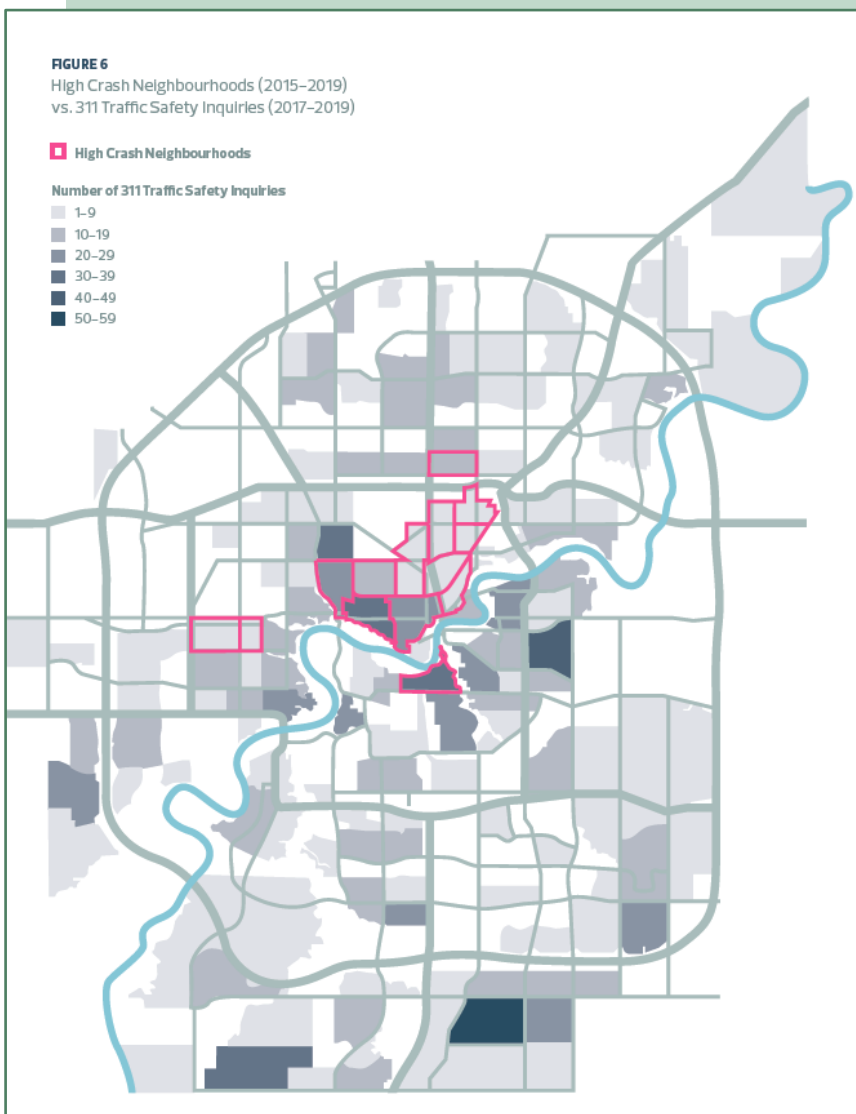 FIGURE 6
High Crash Neighbourhoods (2015–2019)
vs. 311 Traffic Safety Inquiries (2017–2019)
High Crash Neighbourhoods
Number of 311 Traffic Safety Inquiries
1–9
10–19
20–29
30–39
40–49
50–59